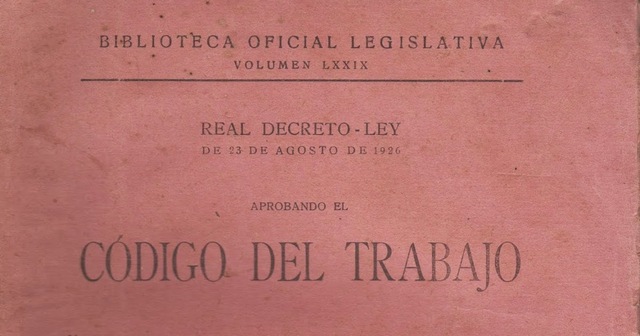 BIBLIOTECA OFICIAL LEGISLATIVA
VOLUMEN LXXIX
REAL DECRETO-LEY
DE 23 DE AGOSTO DE 1926
APROBANDO EL
CÓDIGO DEL TRABAJO